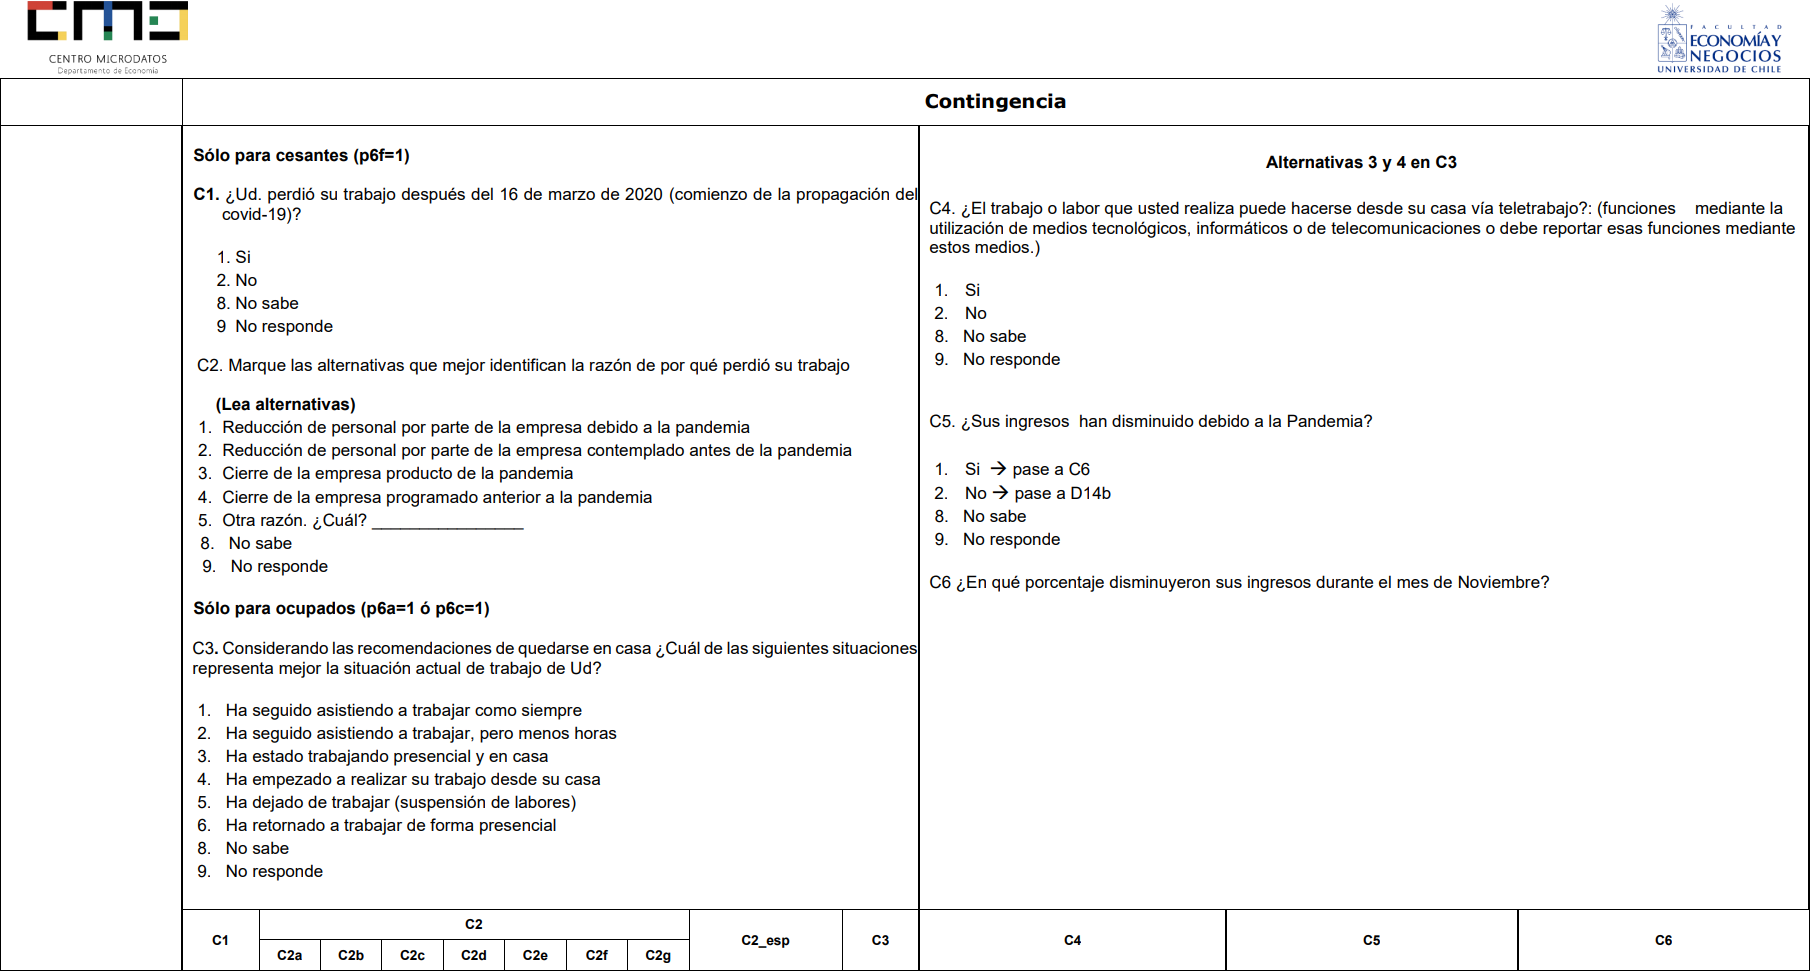 CENTRO MICRODATOS
Departamento de Economía
FACULTAD
ECONOMÍA Y
NEGOCIOS
UNIVERSIDAD DE CHILE
Contingencia
Sólo para cesantes (p6f=1)
C1. ¿Ud. perdió su trabajo después del 16 de marzo de 2020 (comienzo de la propagación del
covid-19)?
1. Si
2. No
8. No sabe
9 No responde
C2. Marque las alternativas que mejor identifican la razón de por qué perdió su trabajo
(Lea alternativas)
1. Reducción de personal por parte de la empresa debido a la pandemia
2. Reducción de personal por parte de la empresa contemplado antes de la pandemia
3. Cierre de la empresa producto de la pandemia
4. Cierre de la empresa programado anterior a la pandemia
5. Otra razón. ¿Cuál? ________________
8. No sabe
9. No responde
Sólo para ocupados (p6a=1 ó p6c=1)
C3. Considerando las recomendaciones de quedarse en casa ¿Cuál de las siguientes situaciones
representa mejor la situación actual de trabajo de Ud?
1. Ha seguido asistiendo a trabajar como siempre
2. Ha seguido asistiendo a trabajar, pero menos horas
3. Ha estado trabajando presencial y en casa
4. Ha empezado a realizar su trabajo desde su casa
5. Ha dejado de trabajar (suspensión de labores)
6. Ha retornado a trabajar de forma presencial
8. No sabe
9. No responde
Alternativas 3 y 4 en C3
C4. ¿El trabajo o labor que usted realiza puede hacerse desde su casa vía teletrabajo?: (funciones mediante la
utilización de medios tecnológicos, informáticos o de telecomunicaciones o debe reportar esas funciones mediante
estos medios.)
1. Si
2. No
8. No sabe
9. No responde
C5. ¿Sus ingresos han disminuido debido a la Pandemia?
1. Si → pase a C6
2. No → pase a D14b
8. No sabe
9. No responde
C6 ¿En qué porcentaje disminuyeron sus ingresos durante el mes de Noviembre?
C1 C2 C2_esp C3 C4 C5 C6
C2a C2b C2c C2d C2e C2f C2g